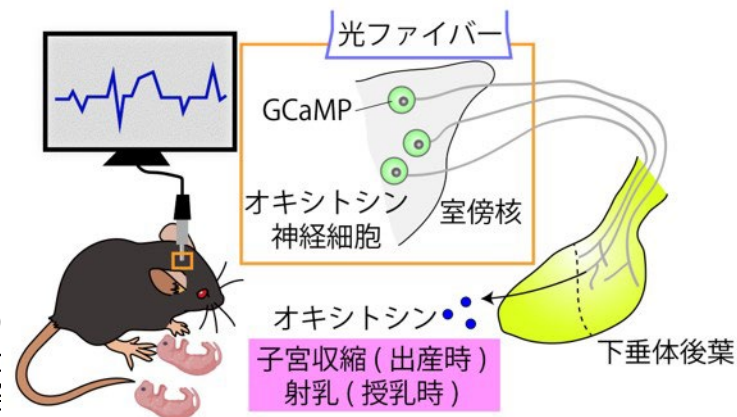 光ファイバー
GCaMP
オキシトシン
神経細胞
室傍核
オキシトシン
子宮収縮 ( 出産時 )
射乳 ( 授乳時 )
下垂体後葉